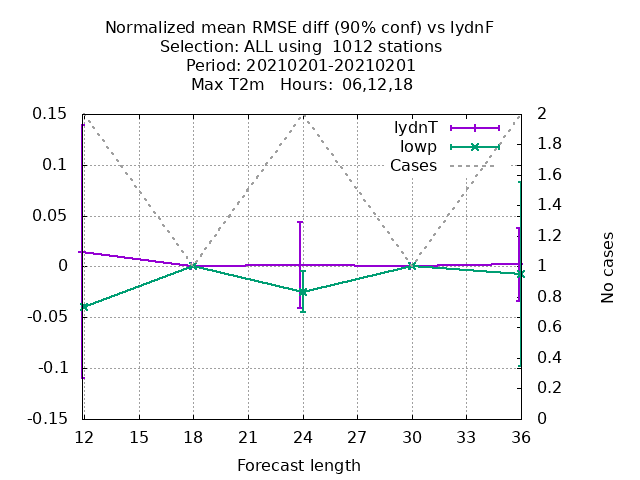 Normalized mean RMSE diff (90% conf) vs lydnF
Selection: ALL using  1012 stations
Period: 20210201-20210201
Max T2m   Hours:  06,12,18
lydnT
lowp
Cases
0.15
0.1
0.05
0
-0.05
-0.1
-0.15
2
1.8
1.6
1.4
1.2
1
0.8
0.6
0.4
0.2
0
No cases
12 15 18 21 24 27 30 33 36
Forecast length